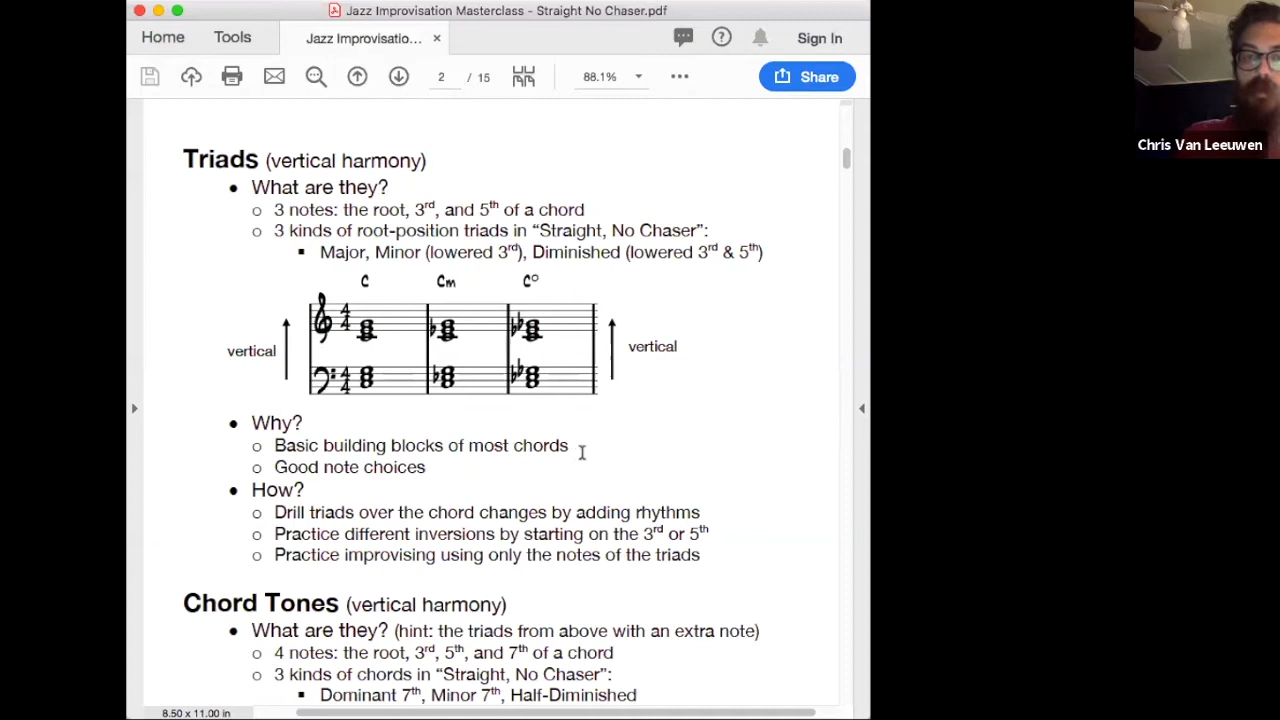 Jazz Improvisation Masterclass - Straight No Chaser.pdf
Home Tools Jazz Improvisatio... × Sign In
2 / 15 88.1% Share
Chris Van Leeuwen
Triads (vertical harmony)
• What are they?
o 3 notes: the root, 3rd, and 5th of a chord
o 3 kinds of root-position triads in “Straight, No Chaser”:
▪ Major, Minor (lowered 3rd), Diminished (lowered 3rd & 5th)
C Cm C°
4 4
vertical vertical
4 4
• Why?
o Basic building blocks of most chords
o Good note choices
• How?
o Drill triads over the chord changes by adding rhythms
o Practice different inversions by starting on the 3rd or 5th
o Practice improvising using only the notes of the triads
Chord Tones (vertical harmony)
• What are they? (hint: the triads from above with an extra note)
o 4 notes: the root, 3rd, 5th, and 7th of a chord
o 3 kinds of chords in “Straight, No Chaser”:
▪ Dominant 7th, Minor 7th, Half-Diminished
8.50 x 11.00 in